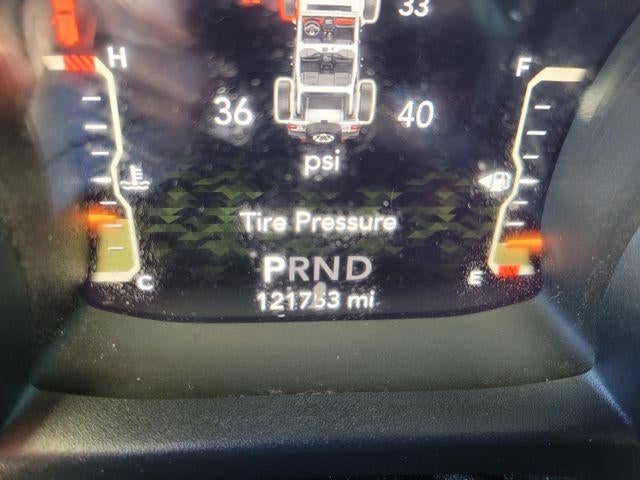 33
H F
36 40
psi
Tire Pressure
PRND
C E
121753 mi